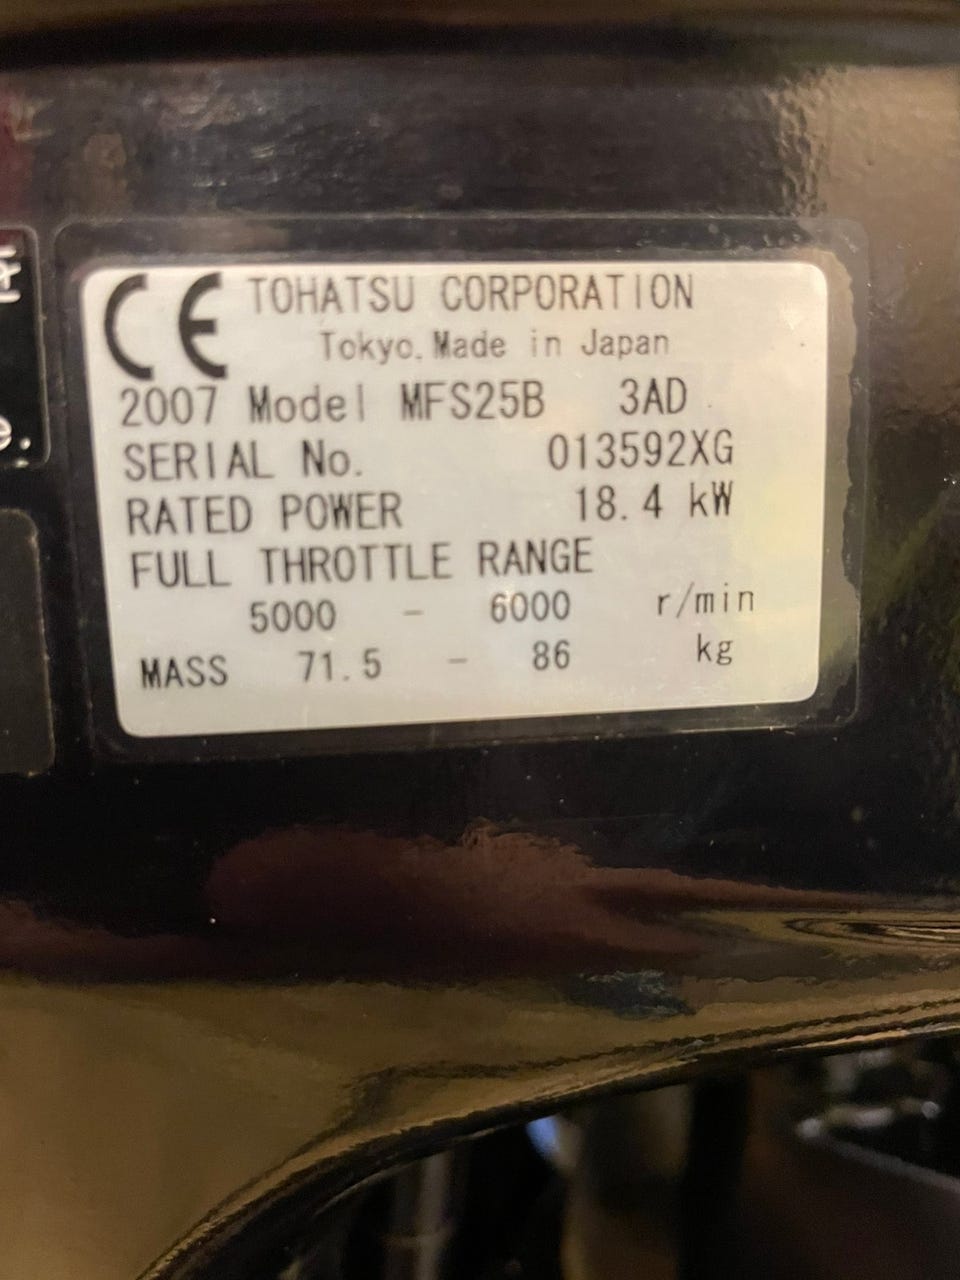 CE TOHATSU CORPORATION
Tokyo. Made in Japan
2007 Model MFS25B 3AD
SERIAL No. 013592XG
RATED POWER 18.4 kW
FULL THROTTLE RANGE
5000 - 6000 r/min
MASS 71.5 - 86 kg
e.